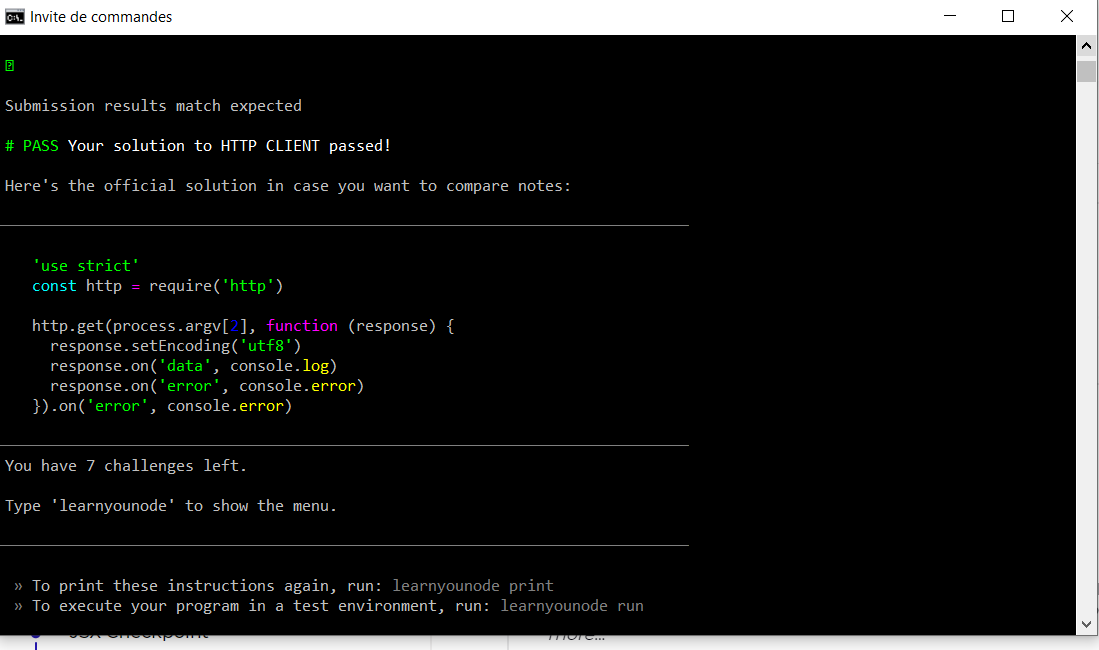 Invite de commandes
Submission results match expected
# PASS Your solution to HTTP CLIENT passed!
Here's the official solution in case you want to compare notes:
'use strict'
const http = require('http')
http.get(process.argv[2], function (response) {
response.setEncoding('utf8')
response.on('data', console.log)
response.on('error', console.error)
}).on('error', console.error)
You have 7 challenges left.
Type 'learnyounode' to show the menu.
» To print these instructions again, run: learnyounode print
» To execute your program in a test environment, run: learnyounode run
JSX Checkpoint
more...